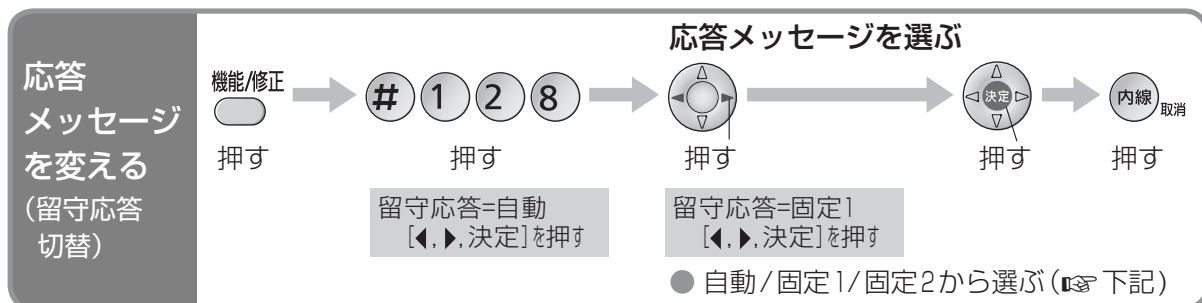 応答
メッセージ
を変える
(留守応答
切替)
機能/修正
押す
# 1 2 8
押す
留守応答=自動
[◀,▶,決定]を押す
応答メッセージを選ぶ
押す
留守応答=固定1
[◀,▶,決定]を押す
● 自動/固定1/固定2から選ぶ(☞下記)
決定
押す
内線
取消
押す